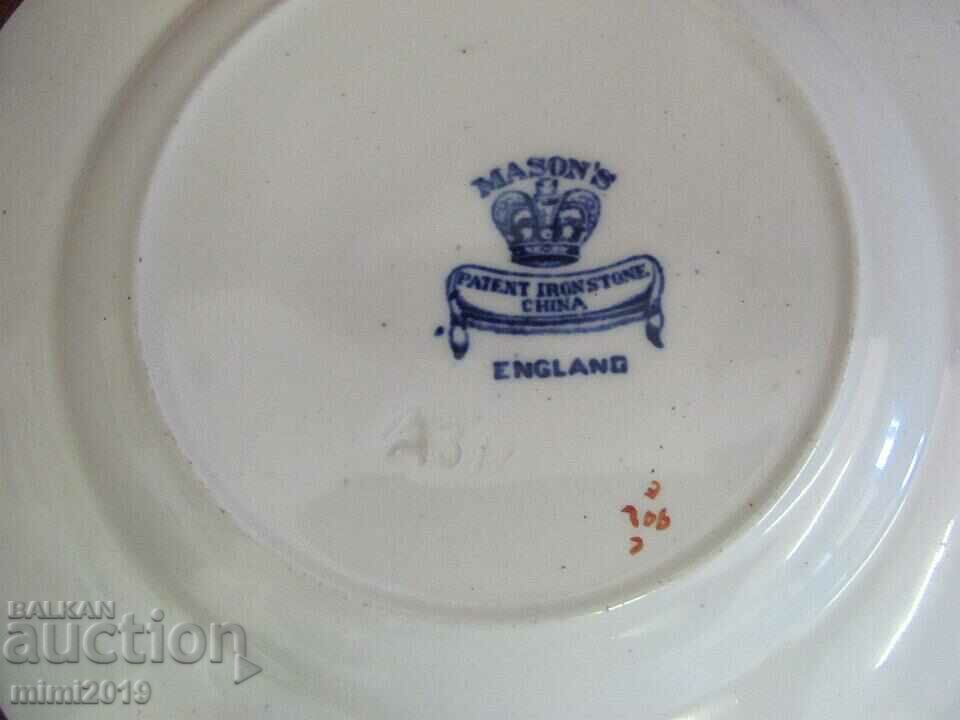 MASON'S
PATENT IRONSTONE
CHINA
ENGLAND
BALKAN
auction
mimi2019